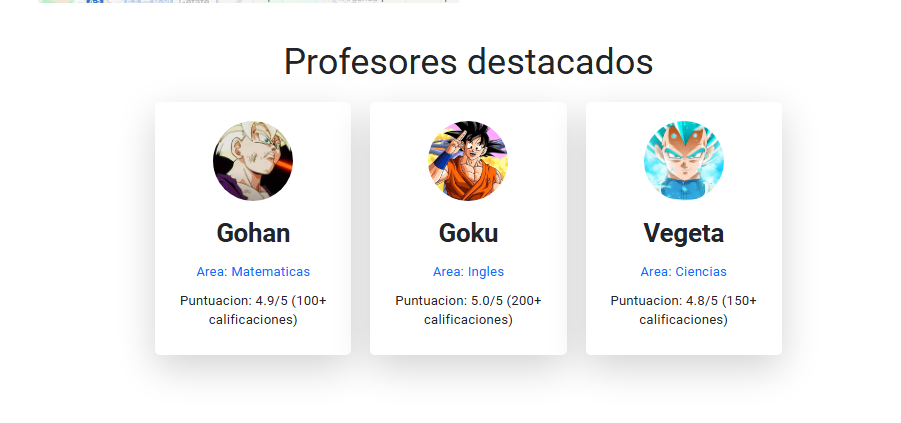 Profesores destacados
Gohan
Area: Matematicas
Puntuacion: 4.9/5 (100+
calificaciones)
Goku
Area: Ingles
Puntuacion: 5.0/5 (200+
calificaciones)
Vegeta
Area: Ciencias
Puntuacion: 4.8/5 (150+
calificaciones)